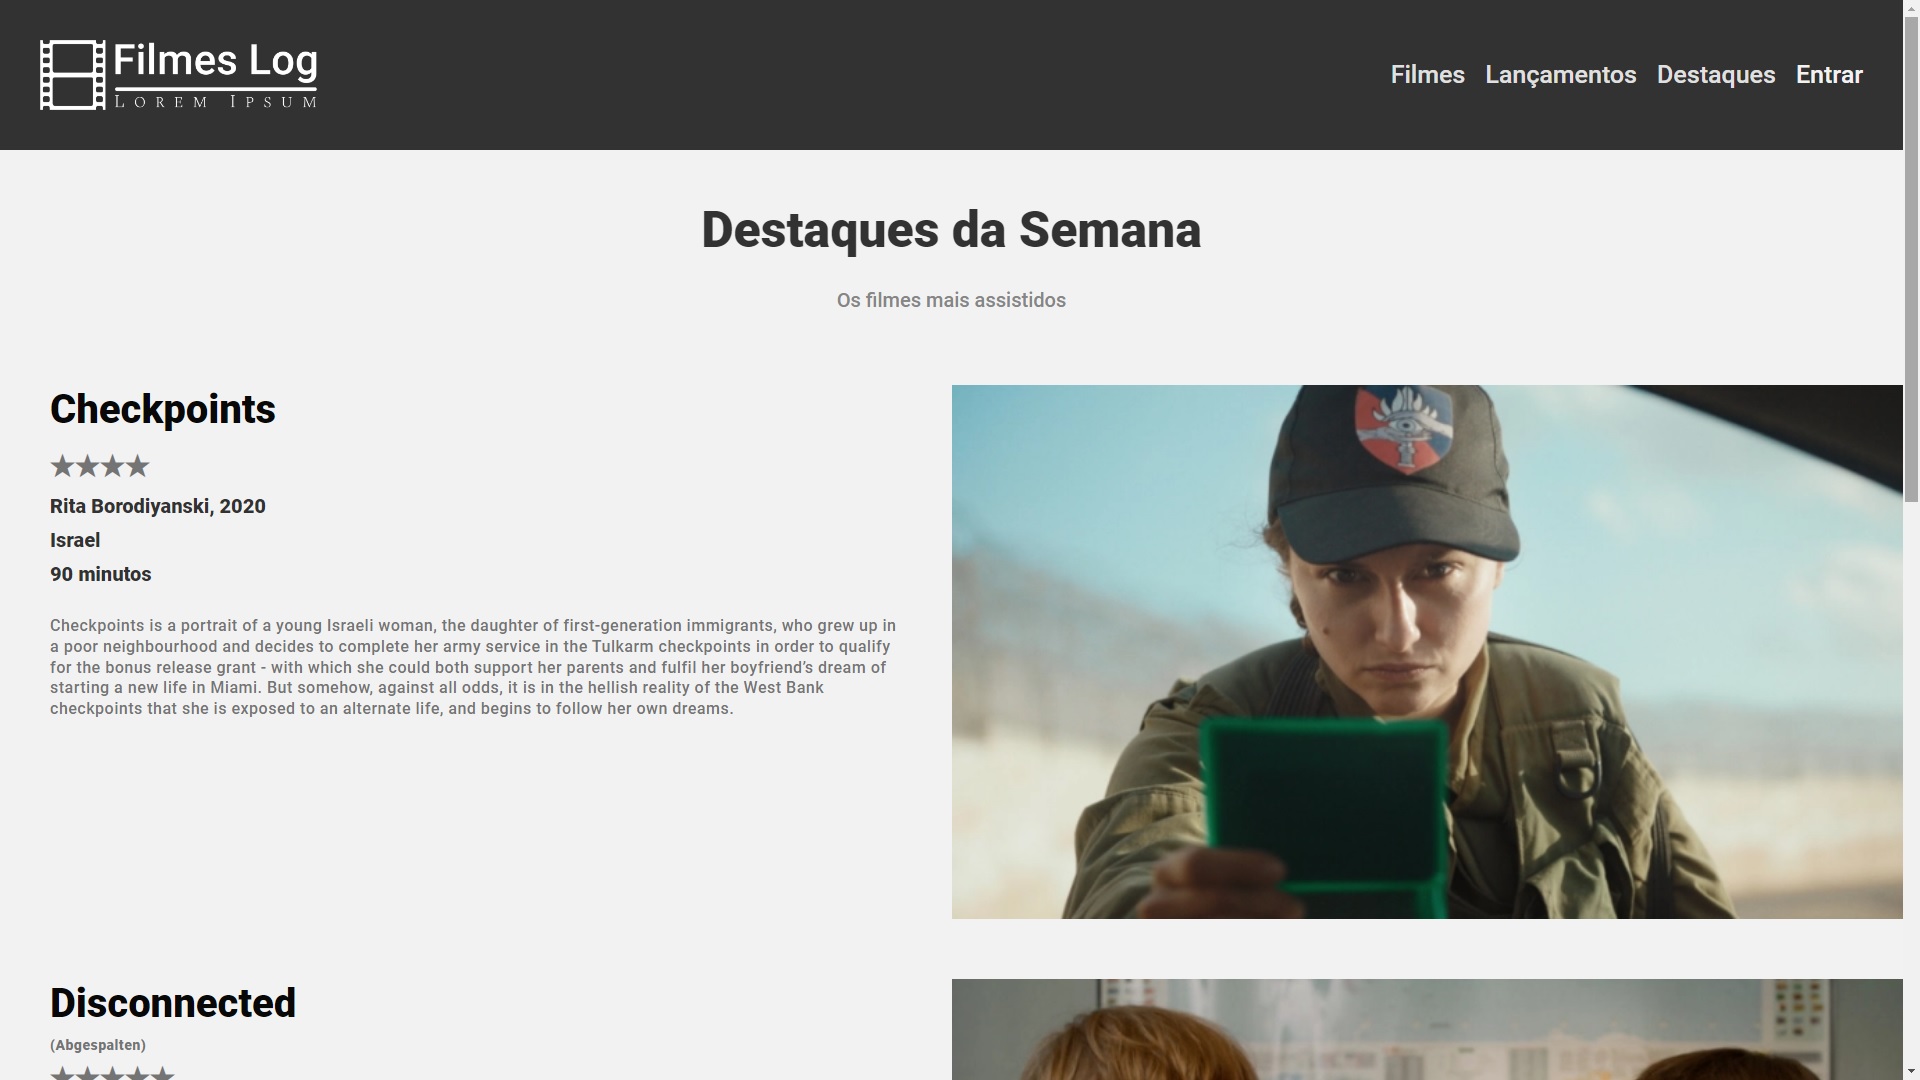 Filmes Log
Lorem Ipsum
Filmes
Lançamentos
Destaques
Entrar
Destaques da Semana
Os filmes mais assistidos
Checkpoints
★★★★
Rita Borodiyanski, 2020
Israel
90 minutos
Checkpoints is a portrait of a young Israeli woman, the daughter of first-generation immigrants, who grew up in
a poor neighbourhood and decides to complete her army service in the Tulkarm checkpoints in order to qualify
for the bonus release grant - with which she could both support her parents and fulfil her boyfriend’s dream of
starting a new life in Miami. But somehow, against all odds, it is in the hellish reality of the West Bank
checkpoints that she is exposed to an alternate life, and begins to follow her own dreams.
Disconnected
(Abgespalten)
★★★★★